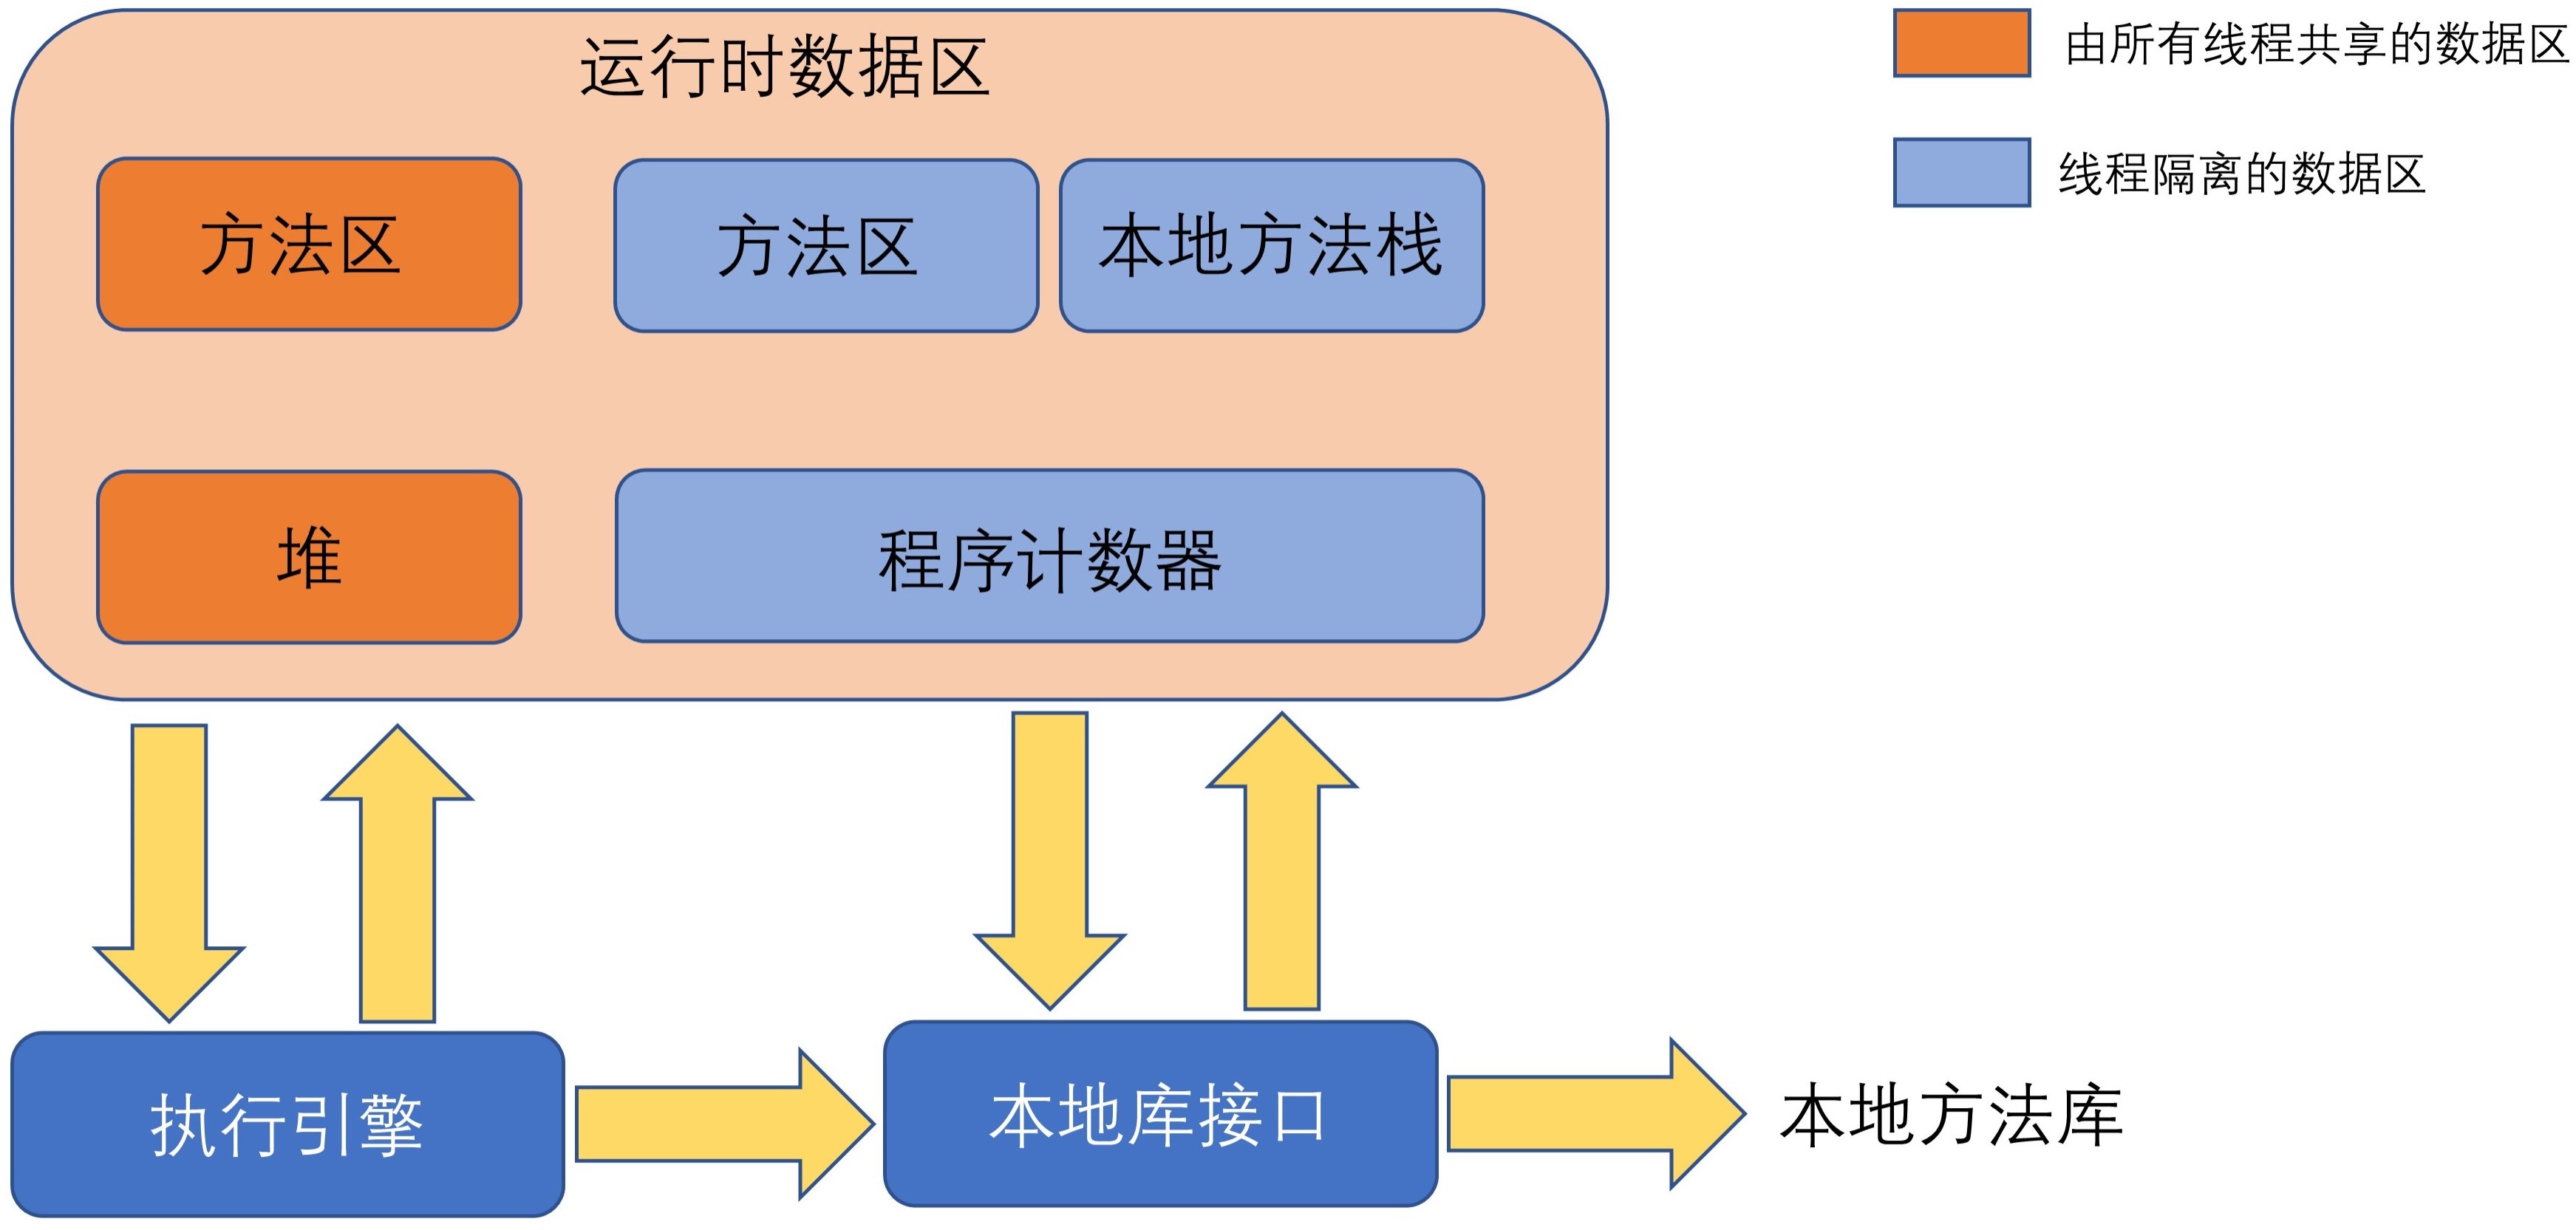 运行时数据区
由所有线程共享的数据区
线程隔离的数据区
方法区
方法区
本地方法栈
堆
程序计数器
执行引擎
本地库接口
本地方法库